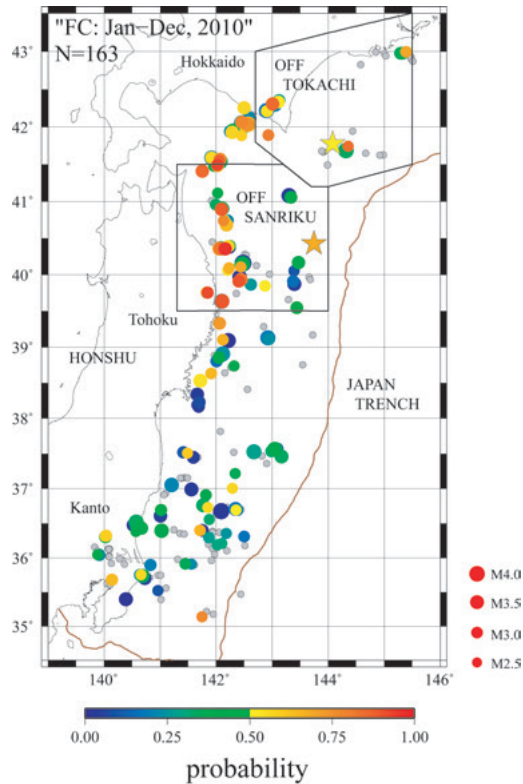 "FC: Jan−Dec, 2010"
N=163
Hokkaido
OFF
TOKACHI
OFF
SANRIKU
Tohoku
HONSHU
JAPAN
TRENCH
Kanto
43˚
42˚
41˚
40˚
39˚
38˚
37˚
36˚
35˚
140˚ 142˚ 144˚ 146˚
M4.0
M3.5
M3.0
M2.5
0.00 0.25 0.50 0.75 1.00
probability